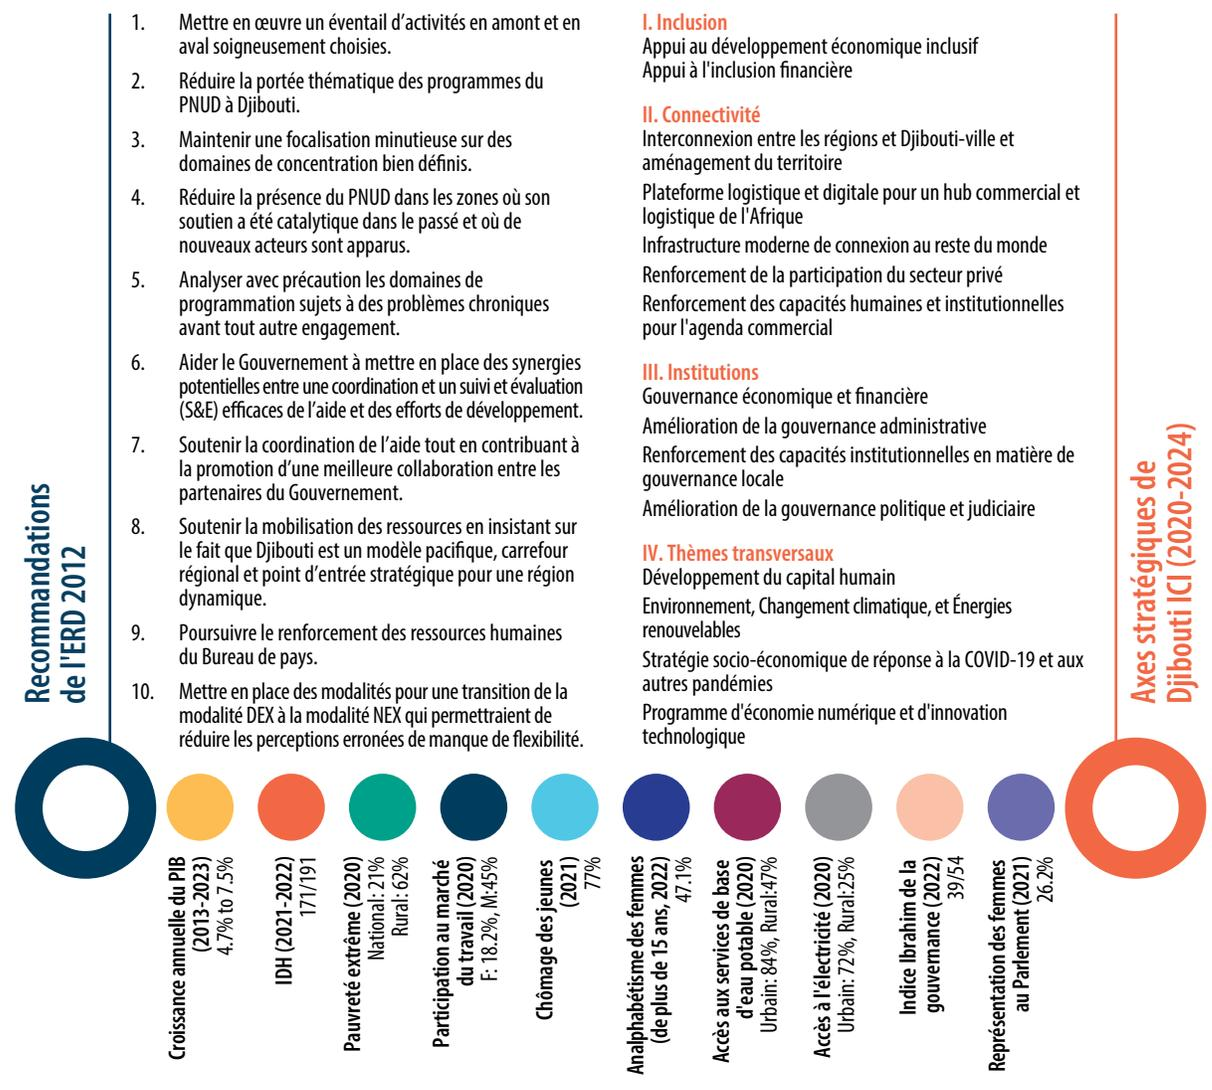 Recommandations
de l'ERD 2012
1. Mettre en œuvre un éventail d’activités en amont et en
aval soigneusement choisies.
2. Réduire la portée thématique des programmes du
PNUD à Djibouti.
3. Maintenir une focalisation minutieuse sur des
domaines de concentration bien définis.
4. Réduire la présence du PNUD dans les zones où son
soutien a été catalytique dans le passé et où de
nouveaux acteurs sont apparus.
5. Analyser avec précaution les domaines de
programmation sujets à des problèmes chroniques
avant tout autre engagement.
6. Aider le Gouvernement à mettre en place des synergies
potentielles entre une coordination et un suivi et évaluation
(S&E) efficaces de l’aide et des efforts de développement.
7. Soutenir la coordination de l’aide tout en contribuant à
la promotion d’une meilleure collaboration entre les
partenaires du Gouvernement.
8. Soutenir la mobilisation des ressources en insistant sur
le fait que Djibouti est un modèle pacifique, carrefour
régional et point d’entrée stratégique pour une région
dynamique.
9. Poursuivre le renforcement des ressources humaines
du Bureau de pays.
10. Mettre en place des modalités pour une transition de la
modalité DEX à la modalité NEX qui permettraient de
réduire les perceptions erronées de manque de flexibilité.
I. Inclusion
Appui au développement économique inclusif
Appui à l'inclusion financière
II. Connectivité
Interconnexion entre les régions et Djibouti-ville et
aménagement du territoire
Plateforme logistique et digitale pour un hub commercial et
logistique de l'Afrique
Infrastructure moderne de connexion au reste du monde
Renforcement de la participation du secteur privé
Renforcement des capacités humaines et institutionnelles
pour l'agenda commercial
III. Institutions
Gouvernance économique et financière
Amélioration de la gouvernance administrative
Renforcement des capacités institutionnelles en matière de
gouvernance locale
Amélioration de la gouvernance politique et judiciaire
IV. Thèmes transversaux
Développement du capital humain
Environnement, Changement climatique, et Énergies
renouvelables
Stratégie socio-économique de réponse à la COVID-19 et aux
autres pandémies
Programme d'économie numérique et d'innovation
technologique
Axes stratégiques de
Djibouti ICI (2020-2024)
Croissance annuelle du PIB
(2013-2023)
4.7% to 7.5%
IDH (2021-2022)
171/191
Pauvreté extrême (2020)
National: 21%
Rural: 62%
Participation au marché
du travail (2020)
F: 18.2%, M:45%
Chômage des jeunes
(2021)
77%
Analphabétisme des femmes
(de plus de 15 ans, 2022)
47.1%
Accès aux services de base
d'eau potable (2020)
Urbain: 84%, Rural:47%
Accès à l'électricité (2020)
Urbain: 72%, Rural:25%
Indice Ibrahim de la
gouvernance (2022)
39/54
Représentation des femmes
au Parlement (2021)
26.2%